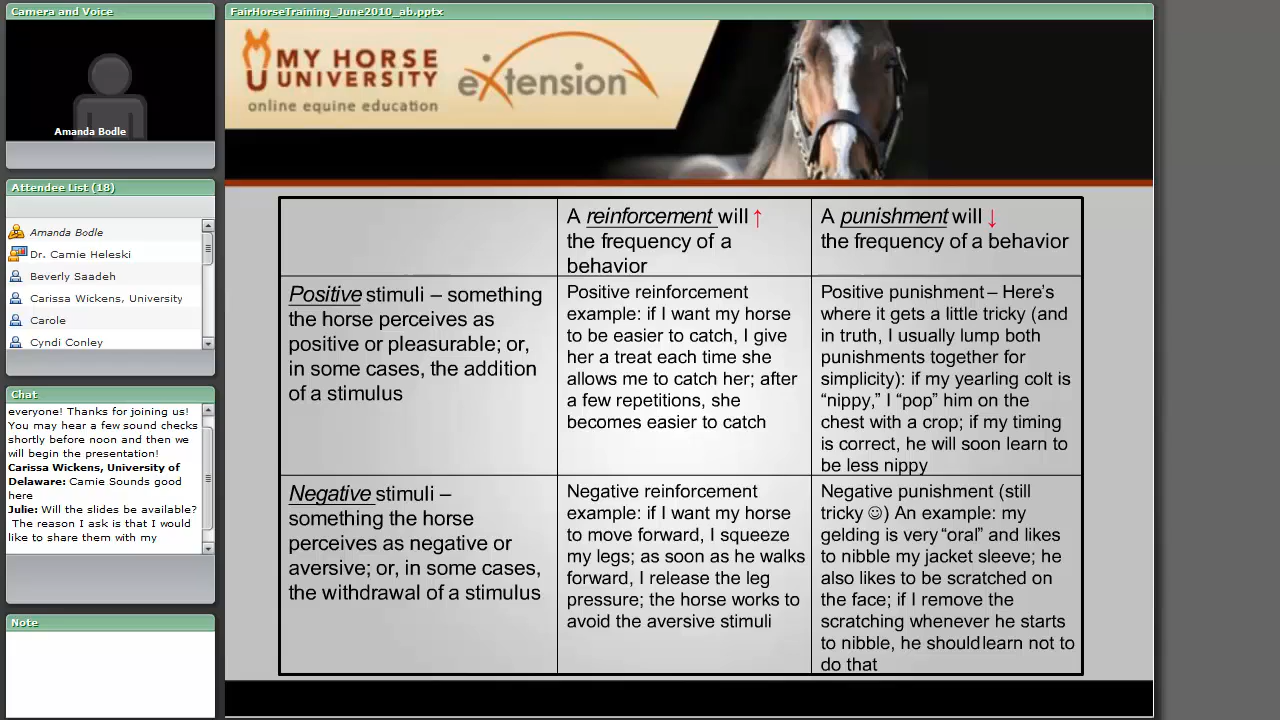 Camera and Voice
Amanda Bodle
Attendee List (18)
Amanda Bodle
Dr. Camie Heleski
Beverly Saadeh
Carissa Wickens, University
Carole
Cyndi Conley
Chat
everyone! Thanks for joining us!
You may hear a few sound checks
shortly before noon and then we
will begin the presentation!
Carissa Wickens, University of
Delaware: Camie Sounds good
here
Julie: Will the slides be available?
The reason I ask is that I would
like to share them with my
Note
FairHorseTraining_June2010_ab.pptx
MY HORSE
UNIVERSITY
online equine education
eXtension
A reinforcement will ↑
the frequency of a
behavior
A punishment will ↓
the frequency of a behavior
Positive stimuli – something
the horse perceives as
positive or pleasurable; or,
in some cases, the addition
of a stimulus
Positive reinforcement
example: if I want my horse
to be easier to catch, I give
her a treat each time she
allows me to catch her; after
a few repetitions, she
becomes easier to catch
Positive punishment – Here's
where it gets a little tricky (and
in truth, I usually lump both
punishments together for
simplicity): if my yearling colt is
“nippy,” I “pop” him on the
chest with a crop; if my timing
is correct, he will soon learn to
be less nippy
Negative stimuli –
something the horse
perceives as negative or
aversive; or, in some cases,
the withdrawal of a stimulus
Negative reinforcement
example: if I want my horse
to move forward, I squeeze
my legs; as soon as he walks
forward, I release the leg
pressure; the horse works to
avoid the aversive stimuli
Negative punishment (still
tricky ☺) An example: my
gelding is very “oral” and likes
to nibble my jacket sleeve; he
also likes to be scratched on
the face; if I remove the
scratching whenever he starts
to nibble, he should learn not to
do that